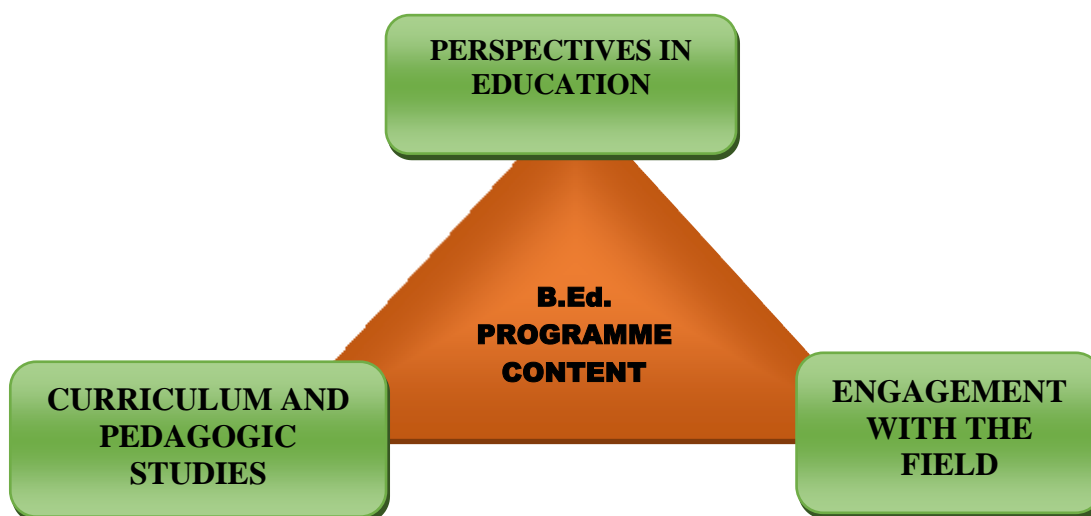 PERSPECTIVES IN
EDUCATION
B.Ed.
PROGRAMME
CONTENT
CURRICULUM AND
PEDAGOGIC
STUDIES
ENGAGEMENT
WITH THE
FIELD